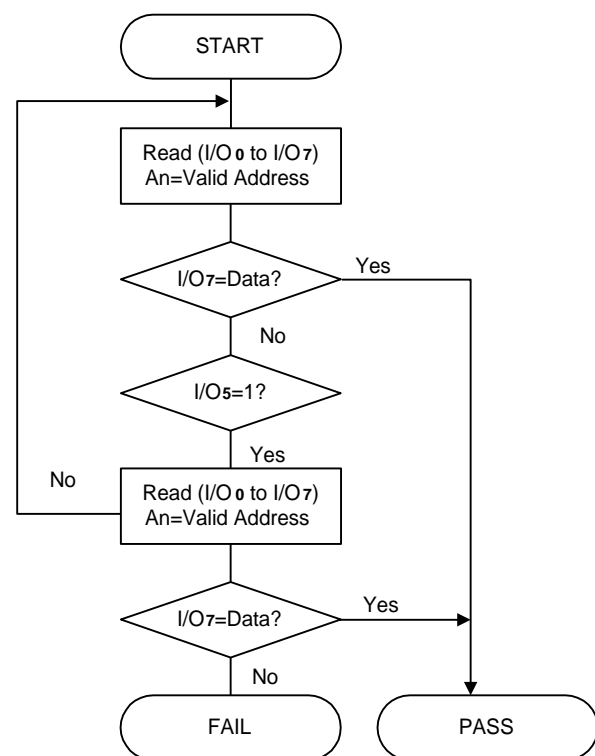 START
Read (I/O0 to I/O7)
An=Valid Address
I/O7=Data?
Yes
No
I/O5=1?
Yes
No
Read (I/O0 to I/O7)
An=Valid Address
I/O7=Data?
Yes
No
FAIL
PASS